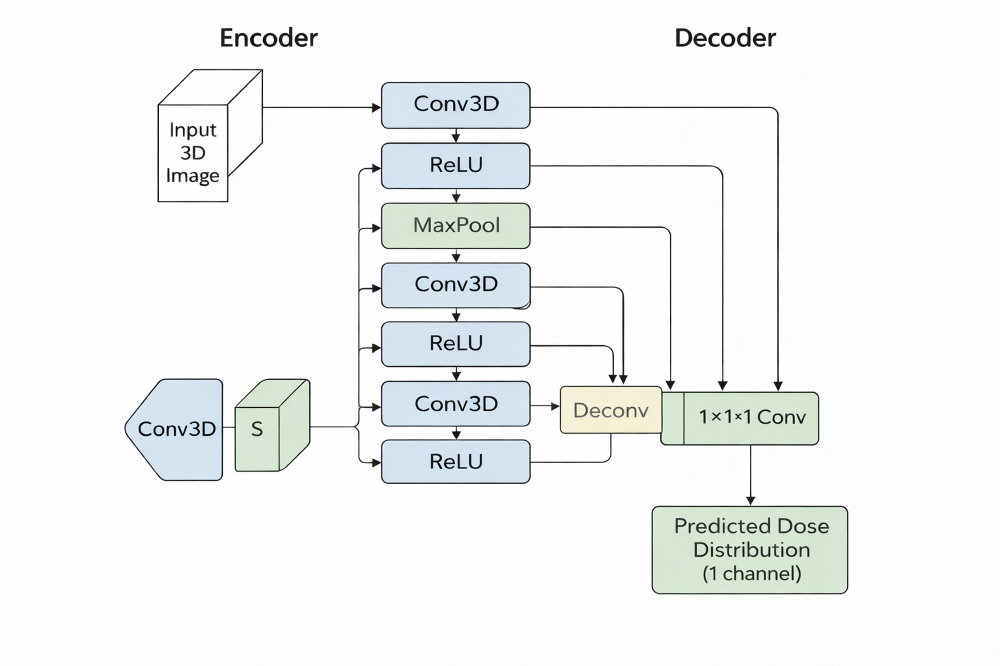 Encoder
Decoder
Input
3D
Image
Conv3D
ReLU
MaxPool
Conv3D
ReLU
Conv3D
ReLU
Conv3D
S
Deconv
1×1×1 Conv
Predicted Dose
Distribution
(1 channel)